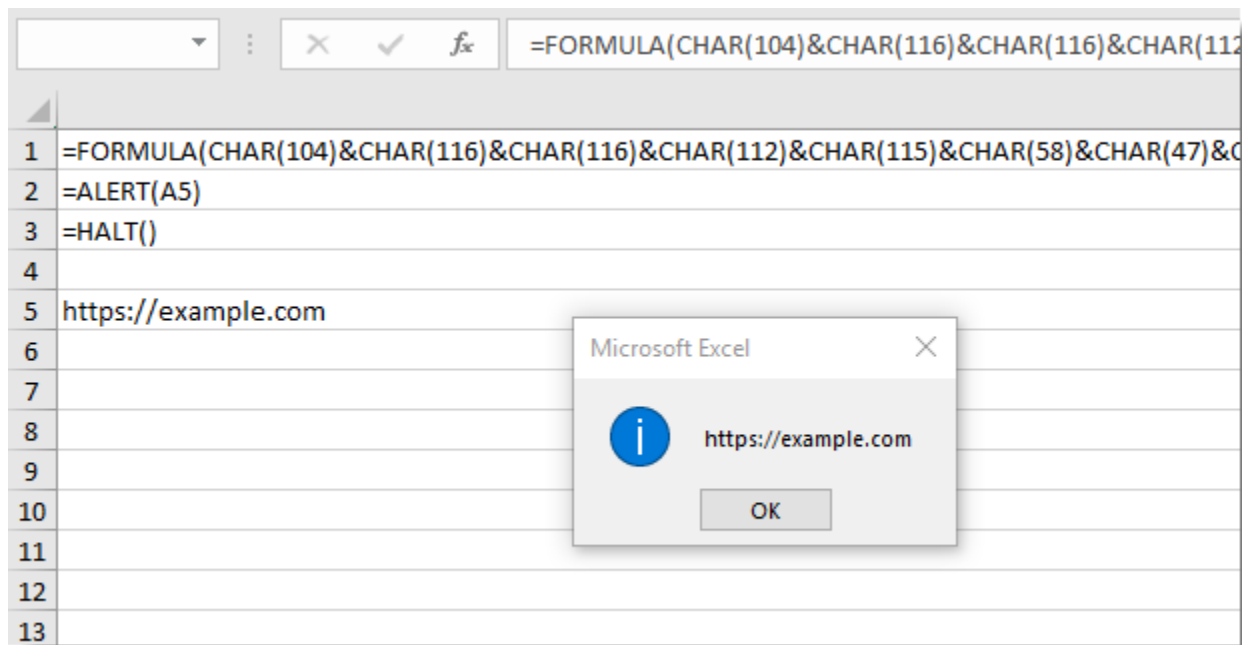 fx =FORMULA(CHAR(104)&CHAR(116)&CHAR(116)&CHAR(112
1 =FORMULA(CHAR(104)&CHAR(116)&CHAR(116)&CHAR(112)&CHAR(115)&CHAR(58)&CHAR(47)&C
2 =ALERT(A5)
3 =HALT()
4
5 https://example.com
6
7
8
9
10
11
12
13
Microsoft Excel
https://example.com
OK